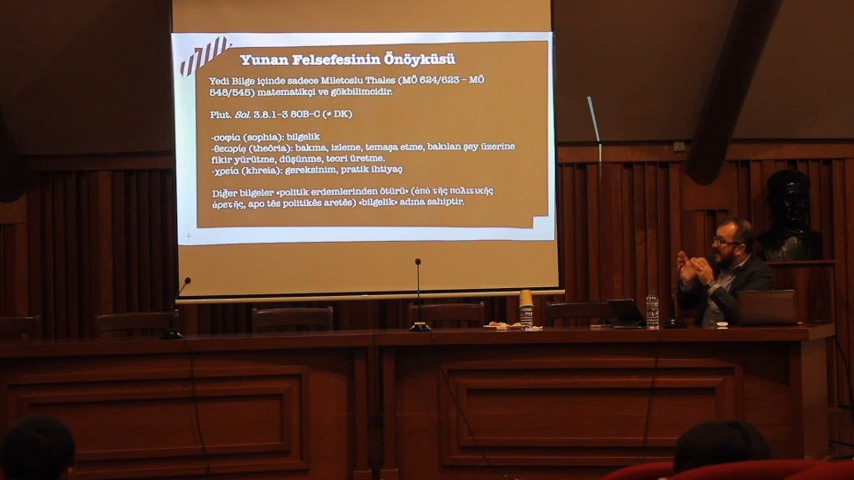 Yunan Felsefesinin Önöyküsü
Yedi Bilge içinde sadece Miletoslu Thales (MÖ 624/623 – MÖ
548/545) matematikçi ve gökbilimcidir.
Plut. Sol. 3.8.1–3 80B–C (≠ DK)
-σοφία (sophia): bilgelik
-θεωρία (theōria): bakma, izleme, temaşa etme, bakılan şey üzerine
fikir yürütme, düşünme, teori üretme.
-χρεία (khreia): gereksinim, pratik ihtiyaç
Diğer bilgeler «politik erdemlerinden ötürü» (ἀπὸ τῆς πολιτικῆς
ἀρετῆς, apo tēs politikēs aretēs) «bilgelik» adına sahiptir.